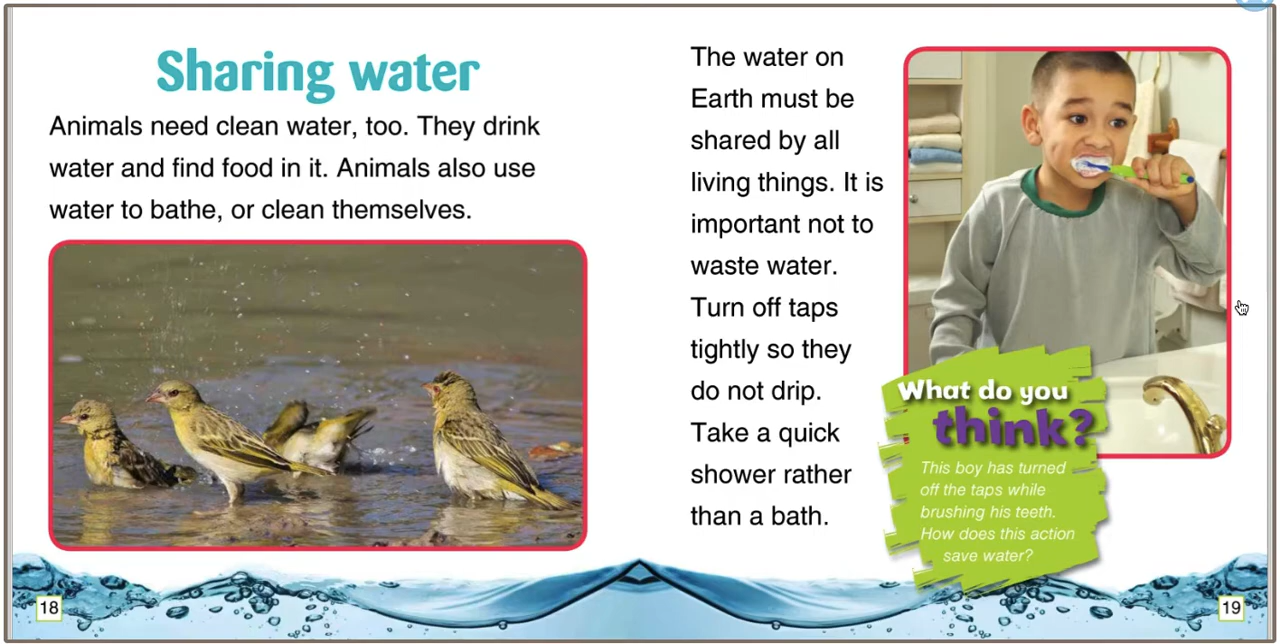 Sharing water
Animals need clean water, too. They drink
water and find food in it. Animals also use
water to bathe, or clean themselves.
18
The water on
Earth must be
shared by all
living things. It is
important not to
waste water.
Turn off taps
tightly so they
do not drip.
Take a quick
shower rather
than a bath.
What do you
think?
This boy has turned
off the taps while
brushing his teeth.
How does this action
save water?
19